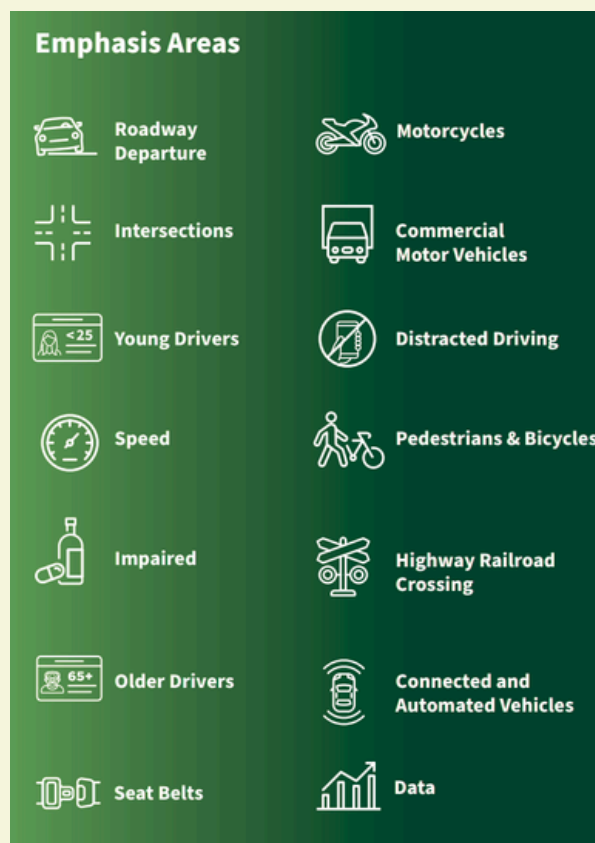 Emphasis Areas
Roadway
Departure
Intersections
<25
Young Drivers
Speed
Impaired
65+
Older Drivers
Seat Belts
Motorcycles
Commercial
Motor Vehicles
Distracted Driving
Pedestrians & Bicycles
Highway Railroad
Crossing
Connected and
Automated Vehicles
Data